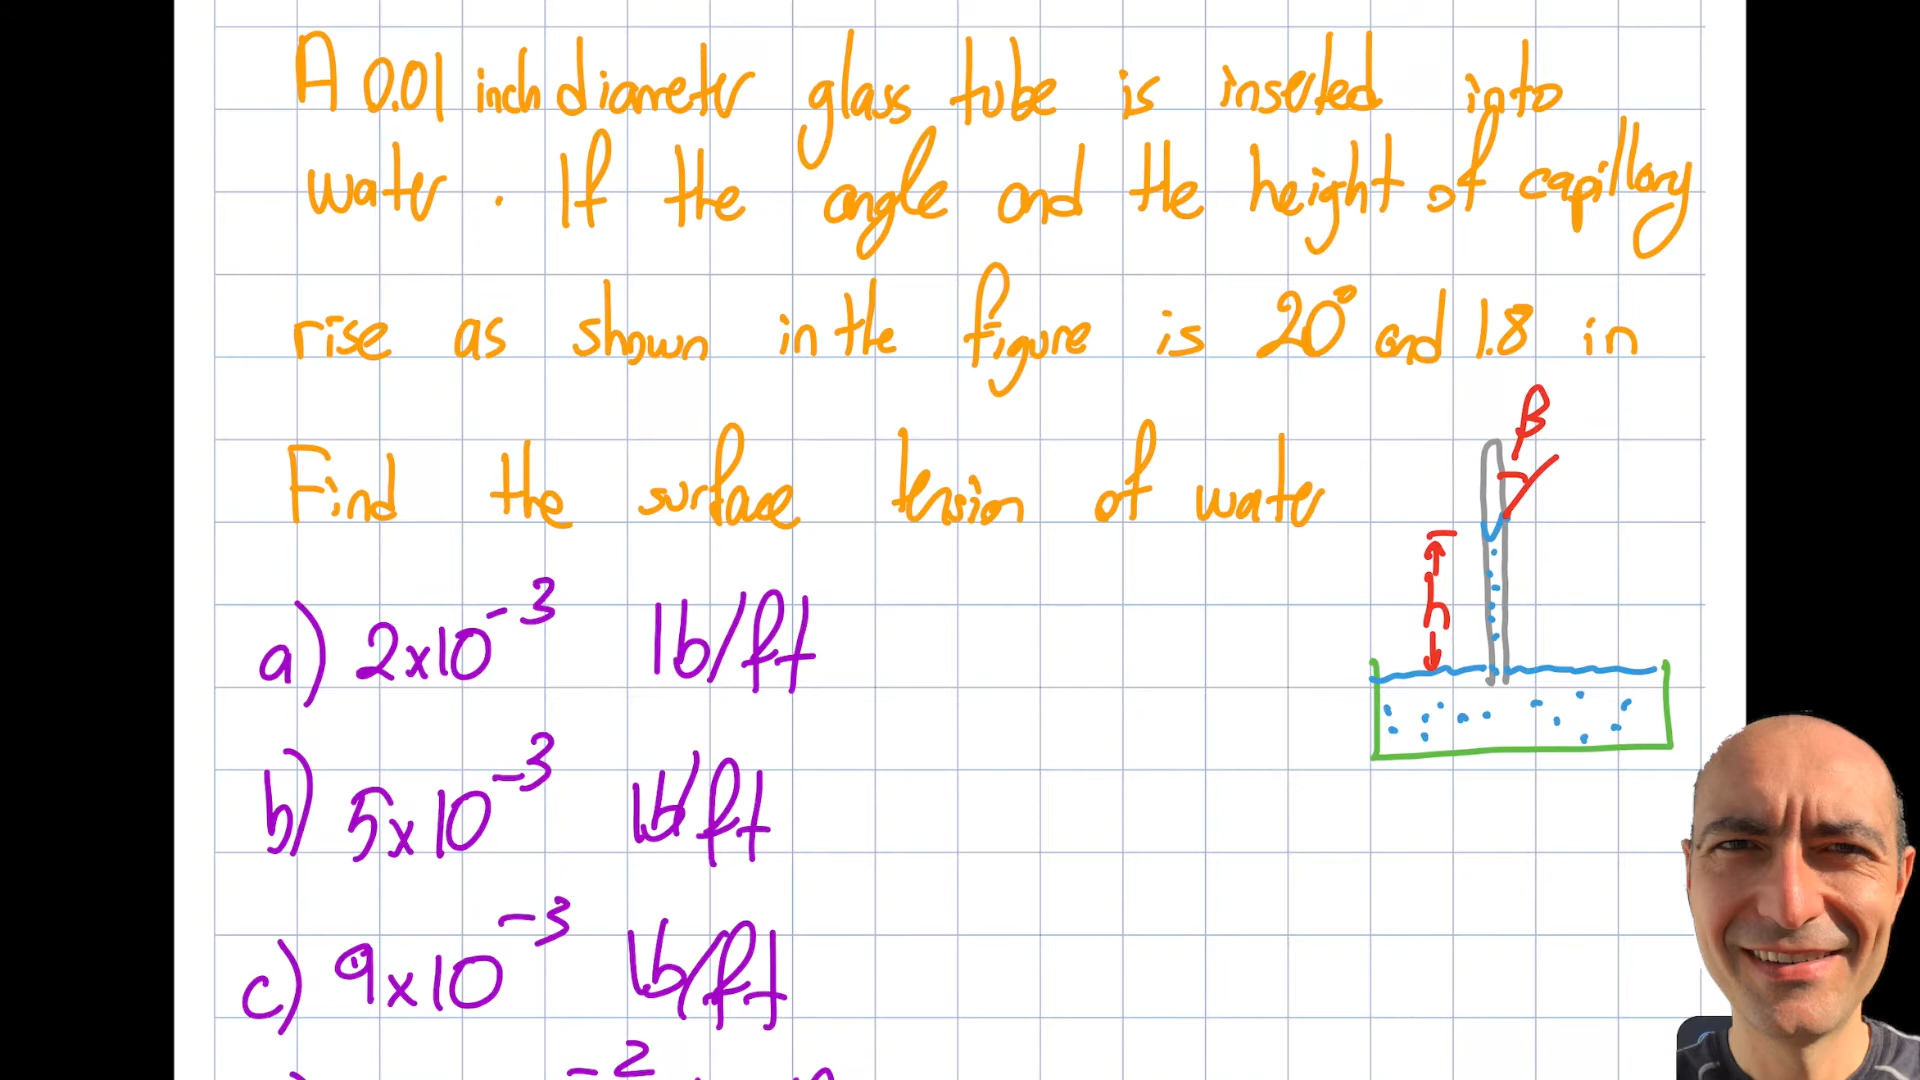 A 0.01 inch diameter glass tube is inserted into
water. If the angle and the height of capillary
rise as shown in the figure is 20° and 1.8 in
Find the surface tension of water
β
h
a) 2x10⁻³ lb/ft
b) 5x10⁻³ lb/ft
c) 9x10⁻³ lb/ft